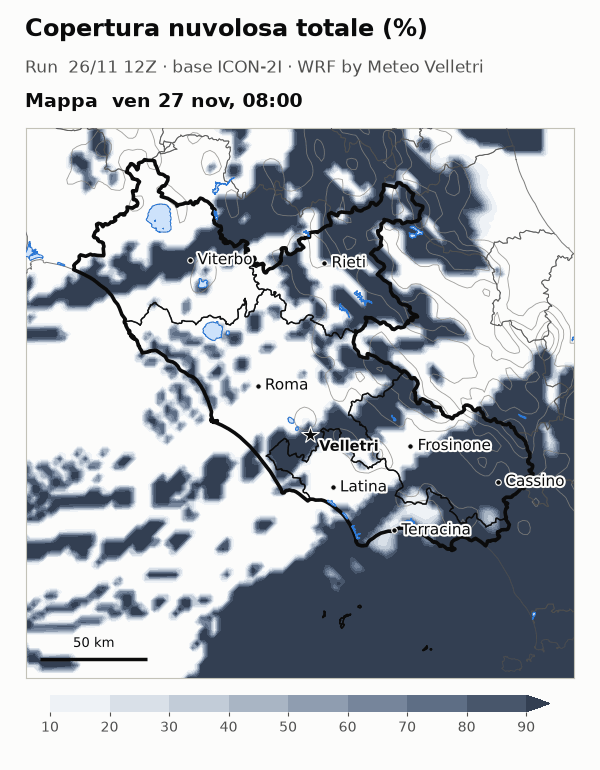 Copertura nuvolosa totale (%)
Run  26/11 12Z · base ICON-2I · WRF by Meteo Velletri
Mappa  ven 27 nov, 08:00
Viterbo
Rieti
Roma
Velletri
Frosinone
Latina
Cassino
Terracina
50 km
10 20 30 40 50 60 70 80 90